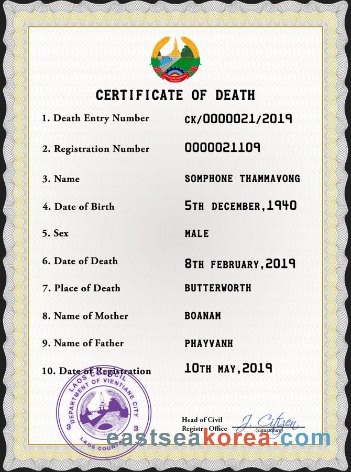 CERTIFICATE OF DEATH
1. Death Entry Number CK/0000021/2019
2. Registration Number 0000021109
3. Name SOMPHONE THAMMAVONG
4. Date of Birth 5TH DECEMBER,1940
5. Sex MALE
6. Date of Death 8TH FEBRUARY,2019
7. Place of Death BUTTERWORTH
8. Name of Mother BOANAM
9. Name of Father PHAYVANH
10. Date of Registration 10TH MAY,2019
LAOS COUNCIL
DEPARTMENT OF VIENTIANE CITY
LAOS
Head of Civil
Registry Office J. Citizen
eastseakorea.com